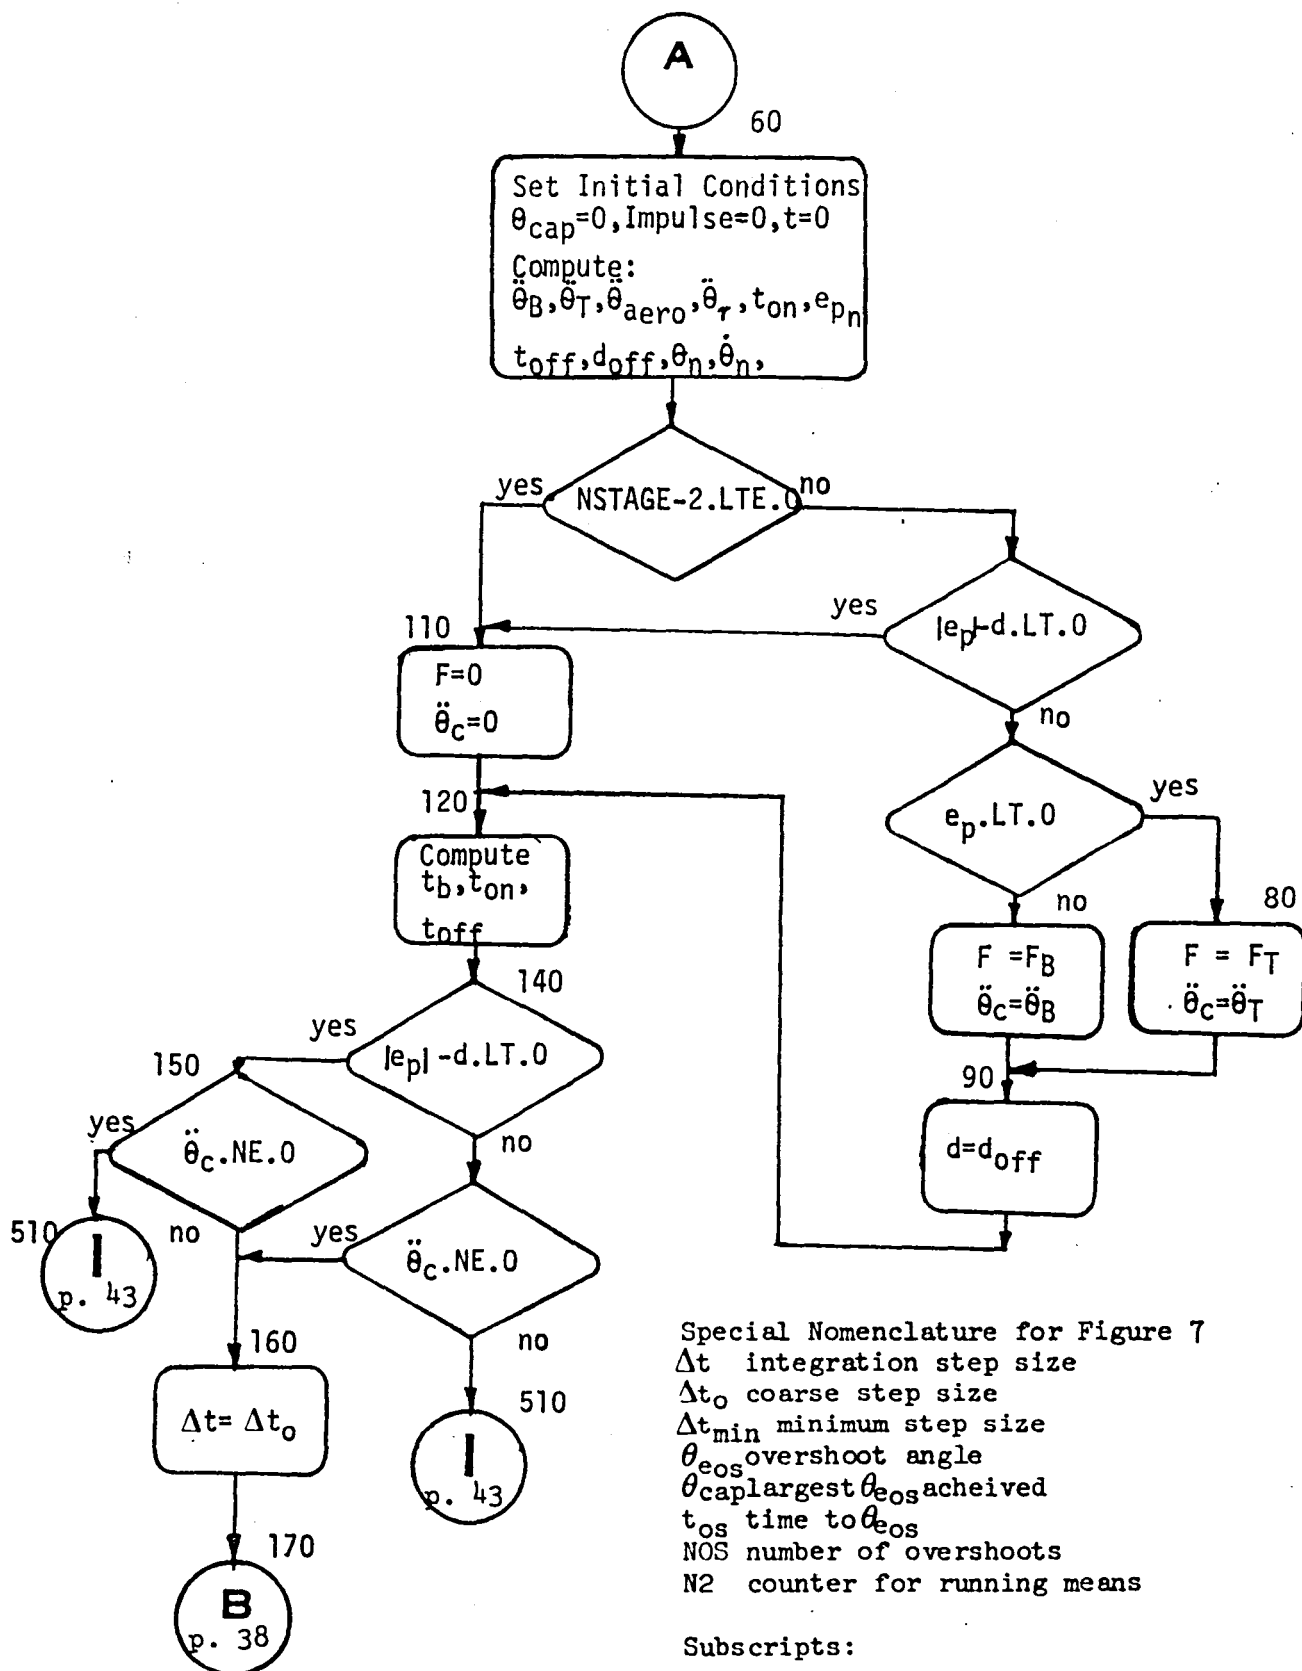 A
60
Set Initial Conditions
θcap=0,Impulse=0,t=0
Compute:
θ̈B,θ̈T,θ̈aero,θ̈r,ton,epn
toff,doff,θn,θ̇n,
NSTAGE-2.LTE.0
yes
no
|ep|-d.LT.0
yes
no
110
F=0
θ̈c=0
ep.LT.0
yes
no
80
F =FB
θ̈c=θ̈B
F = FT
θ̈c=θ̈T
90
d=doff
120
Compute
tb,ton,
toff
140
|ep| -d.LT.0
yes
no
150
θ̈c.NE.0
yes
no
510
I
p. 43
θ̈c.NE.0
yes
no
510
I
p. 43
160
Δt= Δto
170
B
p. 38
Special Nomenclature for Figure 7
Δt integration step size
Δto coarse step size
Δtmin minimum step size
θeos overshoot angle
θcap largest θeos acheived
tos time to θeos
NOS number of overshoots
N2 counter for running means
Subscripts: